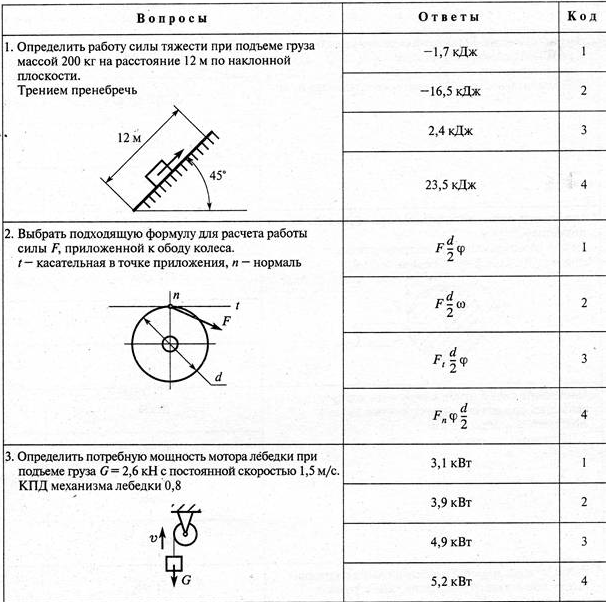 Вопросы
Ответы
Код
1. Определить работу силы тяжести при подъеме груза
массой 200 кг на расстояние 12 м по наклонной
плоскости.
Трением пренебречь
12 м
45°
−1,7 кДж
1
−16,5 кДж
2
2,4 кДж
3
23,5 кДж
4
2. Выбрать подходящую формулу для расчета работы
силы F, приложенной к ободу колеса.
t — касательная в точке приложения, n — нормаль
n
t
F
d
F d/2 φ
1
F d/2 ω
2
Ft d/2 φ
3
Fn φ d/2
4
3. Определить потребную мощность мотора лебедки при
подъеме груза G = 2,6 кН с постоянной скоростью 1,5 м/с.
КПД механизма лебедки 0,8
v
G
3,1 кВт
1
3,9 кВт
2
4,9 кВт
3
5,2 кВт
4